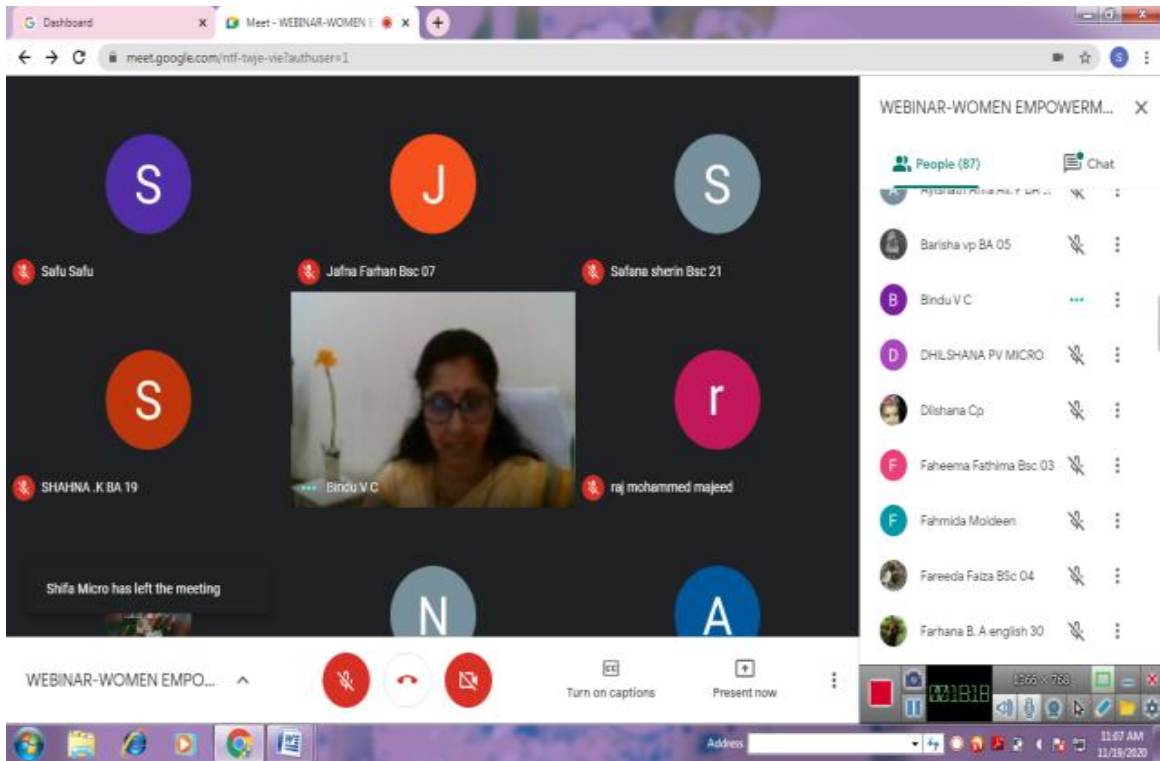 Dashboard
Meet - WEBINAR-WOMEN E
meet.google.com/ntf-twje-vie?authuser=1
S
S
J
S
Safu Safu
Jafna Farhan Bsc 07
Safana sherin Bsc 21
S
r
SHAHNA .K BA 19
Bindu V C
raj mohammed majeed
Shifa Micro has left the meeting
N
A
WEBINAR-WOMEN EMPOWERM...
People (87)
Chat
Barisha vp BA 05
B
Bindu V C
D
DHILSHANA PV MICRO
Dilshana Cp
F
Faheema Fathima Bsc 03
F
Fahmida Moideen
Fareeda Faiza BSc 04
Farhana B. A english 30
WEBINAR-WOMEN EMPO...
CC
Turn on captions
Present now
1366 x 768
Address
11:07 AM
11/19/2020